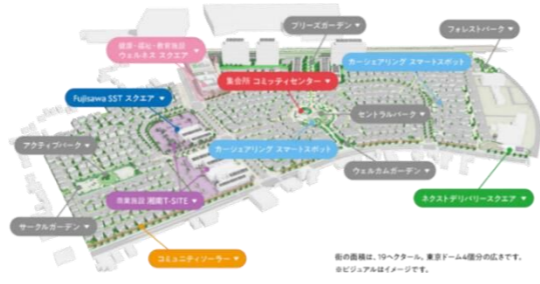 ブリーズガーデン
フォレストパーク
健康・福祉・教育施設
ウェルネス スクエア
カーシェアリング スマートスポット
集会所 コミッティセンター
Fujisawa SST スクエア
セントラルパーク
アクティブパーク
カーシェアリング スマートスポット
ウェルカムガーデン
商業施設 湘南T-SITE
ネクストデリバリースクエア
サークルガーデン
コミュニティソーラー
街の面積は、19ヘクタール。東京ドーム4個分の広さです。
※ビジュアルはイメージです。